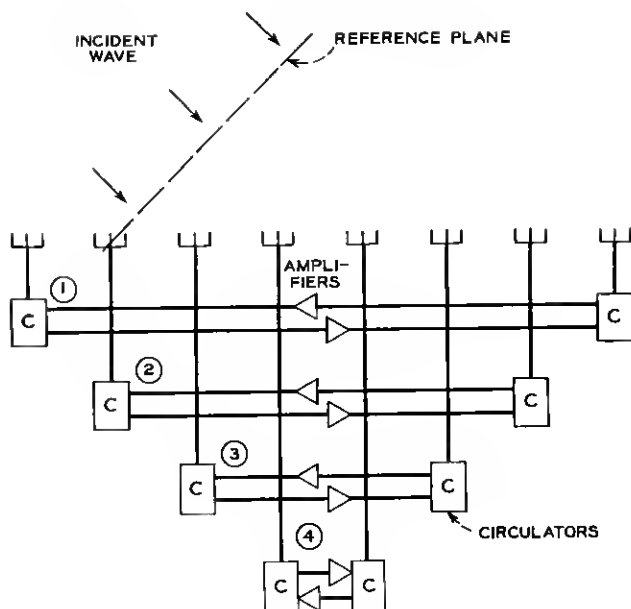 INCIDENT
WAVE
REFERENCE PLANE
AMPLI-
FIERS
1
C
C
2
C
C
3
C
C
CIRCULATORS
4
C
C